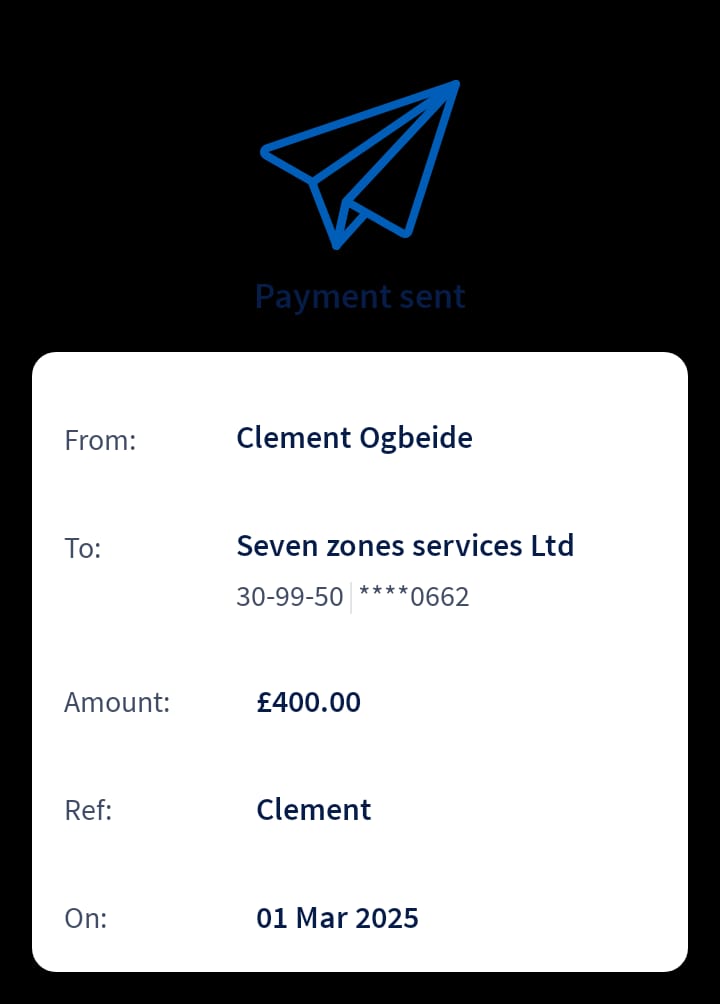 Payment sent
From: Clement Ogbeide
To: Seven zones services Ltd
30-99-50 ****0662
Amount: £400.00
Ref: Clement
On: 01 Mar 2025